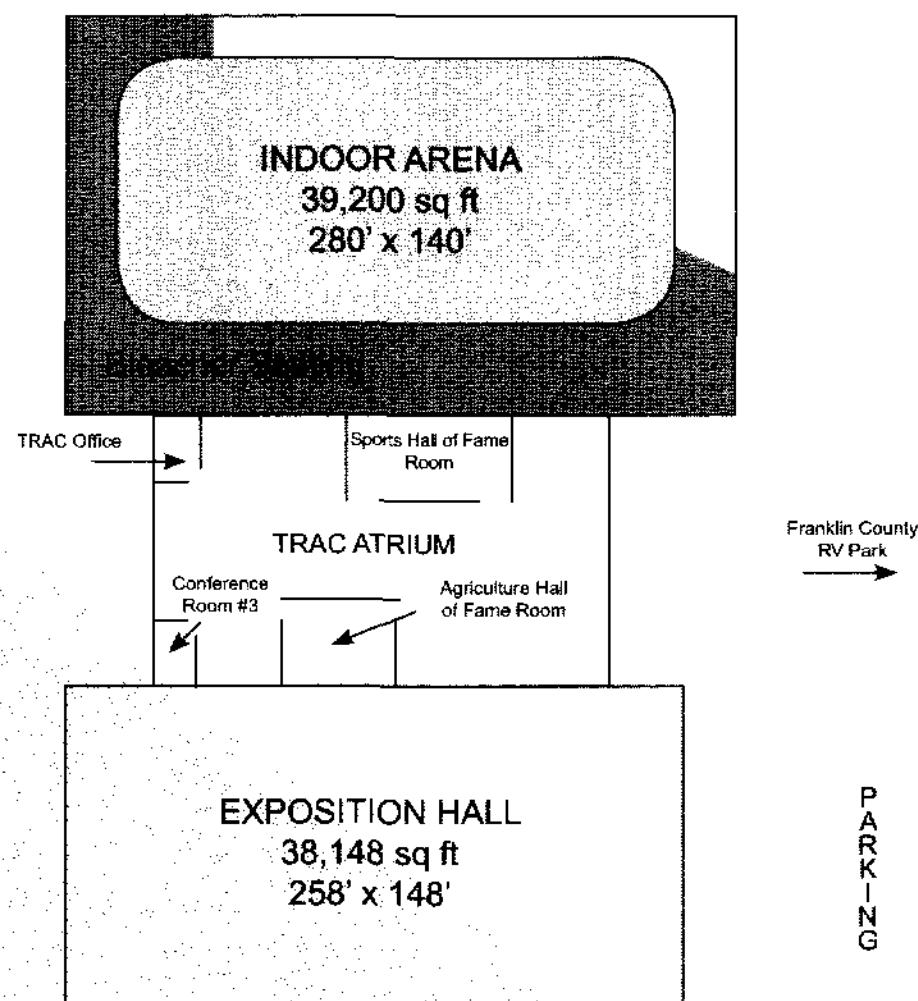 INDOOR ARENA
39,200 sq ft
280' x 140'
TRAC Office
Sports Hall of Fame
Room
TRAC ATRIUM
Franklin County
RV Park
Conference
Room #3
Agriculture Hall
of Fame Room
EXPOSITION HALL
38,148 sq ft
258' x 148'
PARKING